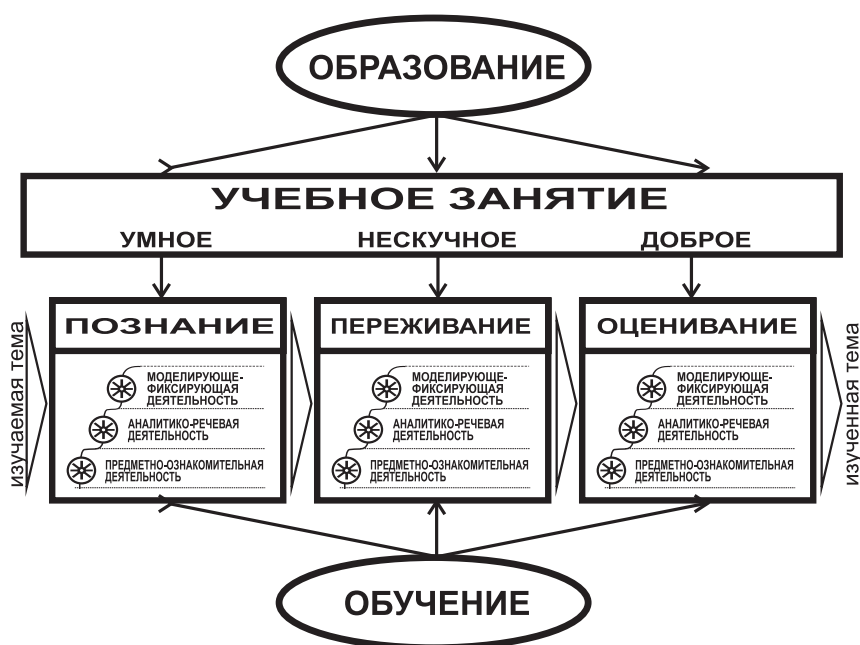 ОБРАЗОВАНИЕ
УЧЕБНОЕ ЗАНЯТИЕ
УМНОЕ НЕСКУЧНОЕ ДОБРОЕ
изучаемая тема
ПОЗНАНИЕ
МОДЕЛИРУЮЩЕ-
ФИКСИРУЮЩАЯ
ДЕЯТЕЛЬНОСТЬ
АНАЛИТИКО-РЕЧЕВАЯ
ДЕЯТЕЛЬНОСТЬ
ПРЕДМЕТНО-ОЗНАКОМИТЕЛЬНАЯ
ДЕЯТЕЛЬНОСТЬ
ПЕРЕЖИВАНИЕ
МОДЕЛИРУЮЩЕ-
ФИКСИРУЮЩАЯ
ДЕЯТЕЛЬНОСТЬ
АНАЛИТИКО-РЕЧЕВАЯ
ДЕЯТЕЛЬНОСТЬ
ПРЕДМЕТНО-ОЗНАКОМИТЕЛЬНАЯ
ДЕЯТЕЛЬНОСТЬ
ОЦЕНИВАНИЕ
МОДЕЛИРУЮЩЕ-
ФИКСИРУЮЩАЯ
ДЕЯТЕЛЬНОСТЬ
АНАЛИТИКО-РЕЧЕВАЯ
ДЕЯТЕЛЬНОСТЬ
ПРЕДМЕТНО-ОЗНАКОМИТЕЛЬНАЯ
ДЕЯТЕЛЬНОСТЬ
изученная тема
ОБУЧЕНИЕ